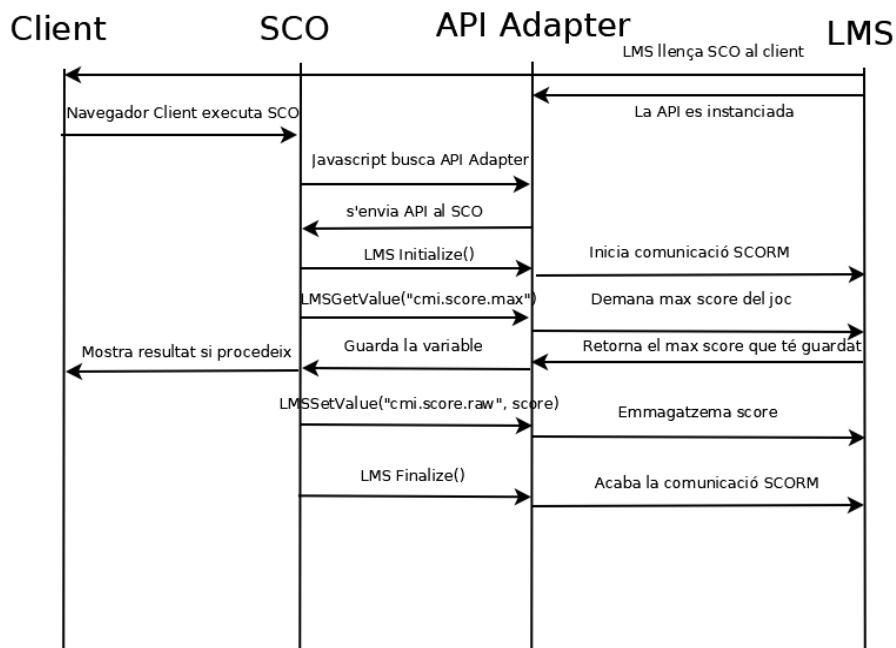 Client
SCO
API Adapter
LMS
LMS llença SCO al client
La API es instanciada
Navegador Client executa SCO
Javascript busca API Adapter
s'envia API al SCO
LMS Initialize()
Inicia comunicació SCORM
LMSGetValue("cmi.score.max")
Demana max score del joc
Mostra resultat si procedeix
Guarda la variable
Retorna el max score que té guardat
LMSSetValue("cmi.score.raw", score)
Emmagatzema score
LMS Finalize()
Acaba la comunicació SCORM